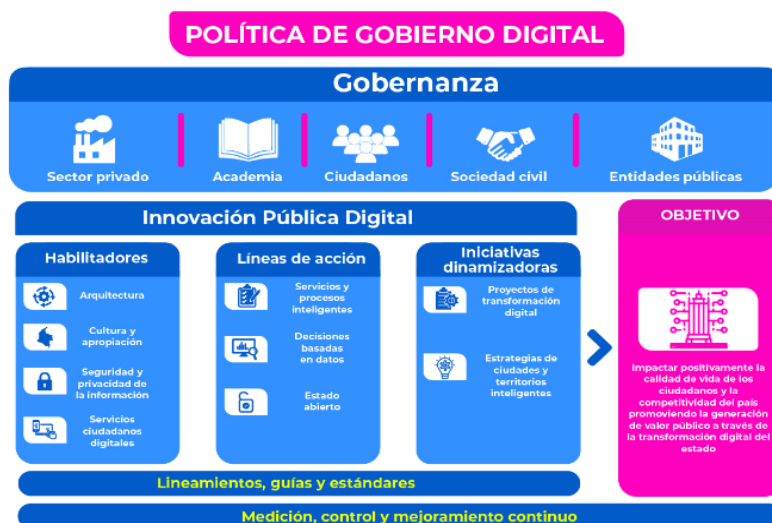 POLÍTICA DE GOBIERNO DIGITAL
Gobernanza
Sector privado
Academia
Ciudadanos
Sociedad civil
Entidades públicas
Innovación Pública Digital
Habilitadores
Arquitectura
Cultura y
apropiación
Seguridad y
privacidad de
la información
Servicios
ciudadanos
digitales
Líneas de acción
Servicios y
procesos
inteligentes
Decisiones
basadas
en datos
Estado
abierto
Iniciativas
dinamizadoras
Proyectos de
transformación
digital
Estrategias de
ciudades y
territorios
inteligentes
OBJETIVO
Impactar positivamente la
calidad de vida de los
ciudadanos y la
competitividad del país
promoviendo la generación
de valor público a través de
la transformación digital del
estado
Lineamientos, guías y estándares
Medición, control y mejoramiento continuo